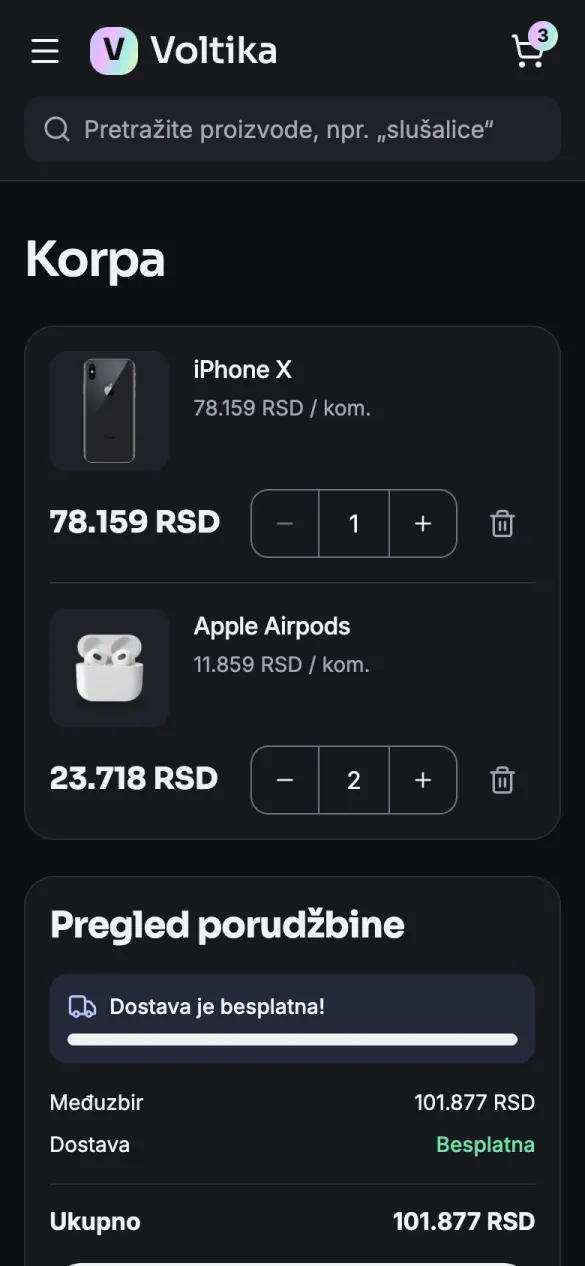 V Voltika
3
Pretražite proizvode, npr. „slušalice“
Korpa
iPhone X
78.159 RSD / kom.
78.159 RSD − 1 +
Apple Airpods
11.859 RSD / kom.
23.718 RSD − 2 +
Pregled porudžbine
Dostava je besplatna!
Međuzbir 101.877 RSD
Dostava Besplatna
Ukupno 101.877 RSD